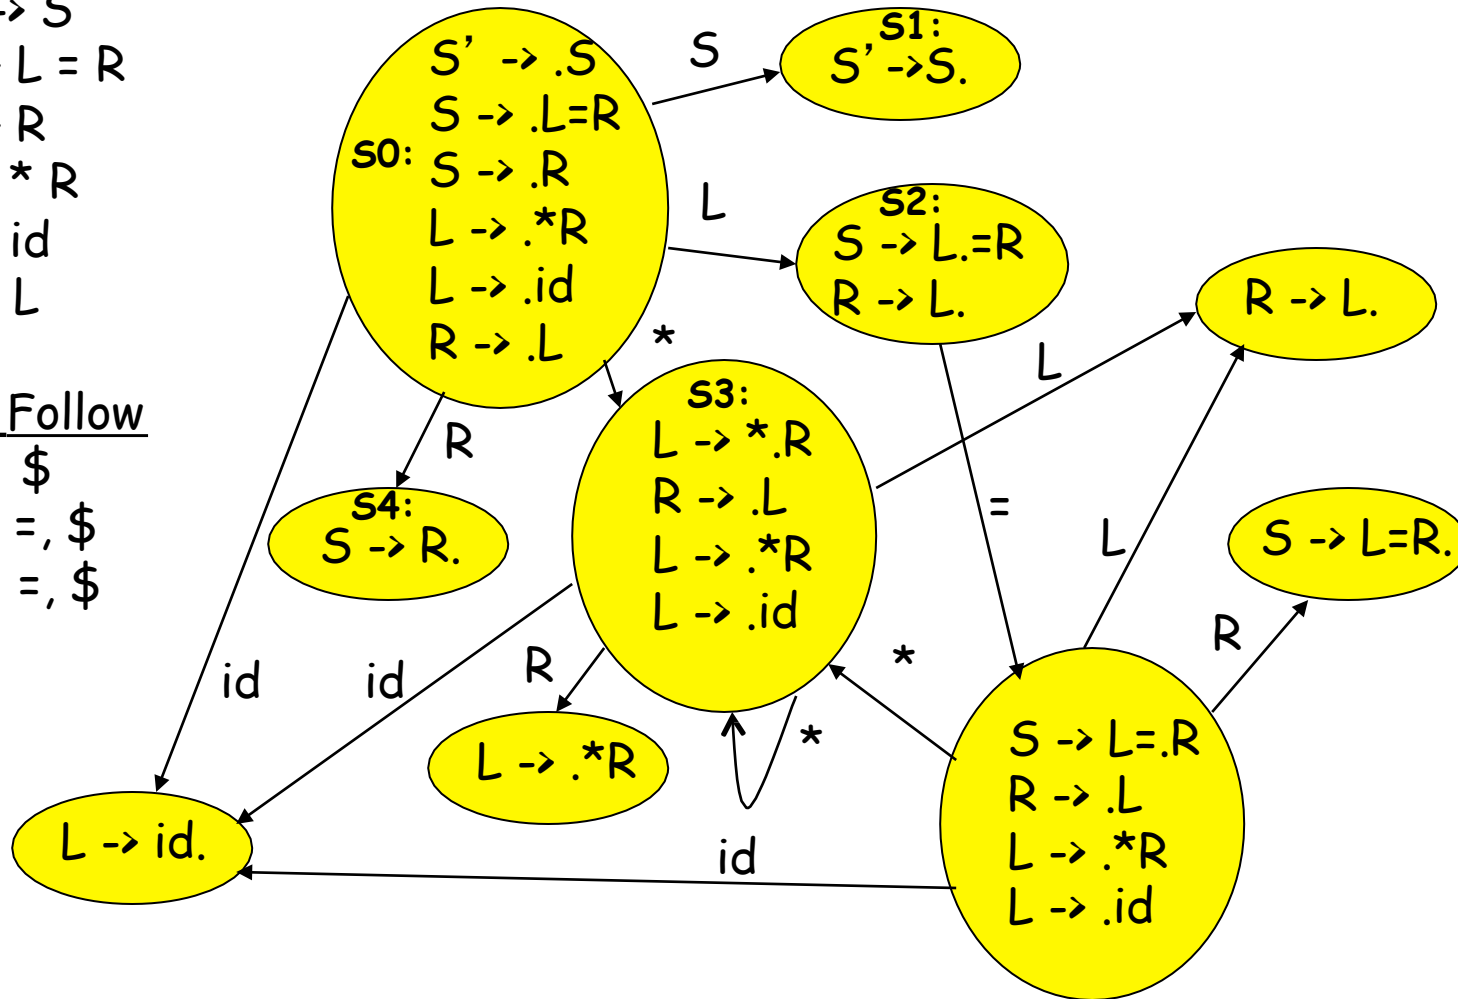 -> S
L = R
R
* R
id
L
Follow
$
=, $
=, $
S0:
S' -> .S
S -> .L=R
S -> .R
L -> .*R
L -> .id
R -> .L
S
S1:
S' ->S.
L
S2:
S -> L.=R
R -> L.
*
R
S4:
S -> R.
S3:
L -> *.R
R -> .L
L -> .*R
L -> .id
L
R -> L.
=
L
R
S -> L=R.
id
id
R
L -> .*R
*
*
S -> L=.R
R -> .L
L -> .*R
L -> .id
id
L -> id.